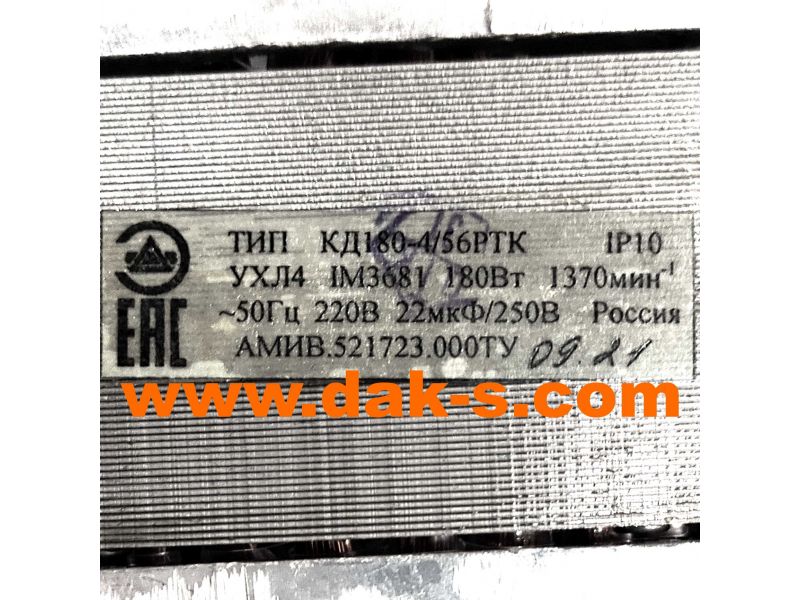 ТИП КД180-4/56РТК IP10
УХЛ4 IM3681 180Вт 1370мин⁻¹
~50Гц 220В 22мкФ/250В Россия
EAC АМИВ.521723.000ТУ 09.21
www.dak-s.com